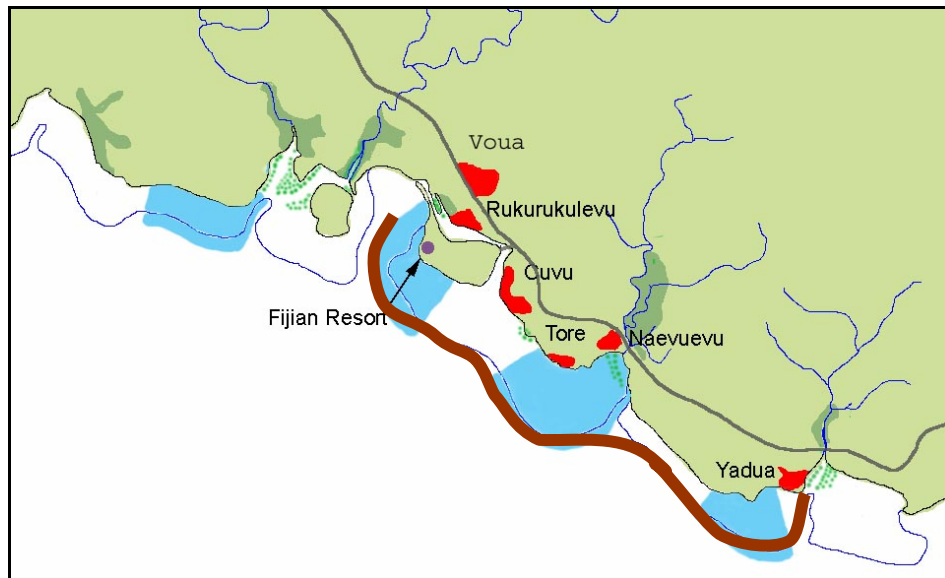 Voua
Rukurukulevu
Cuvu
Fijian Resort
Tore
Naevuevu
Yadua